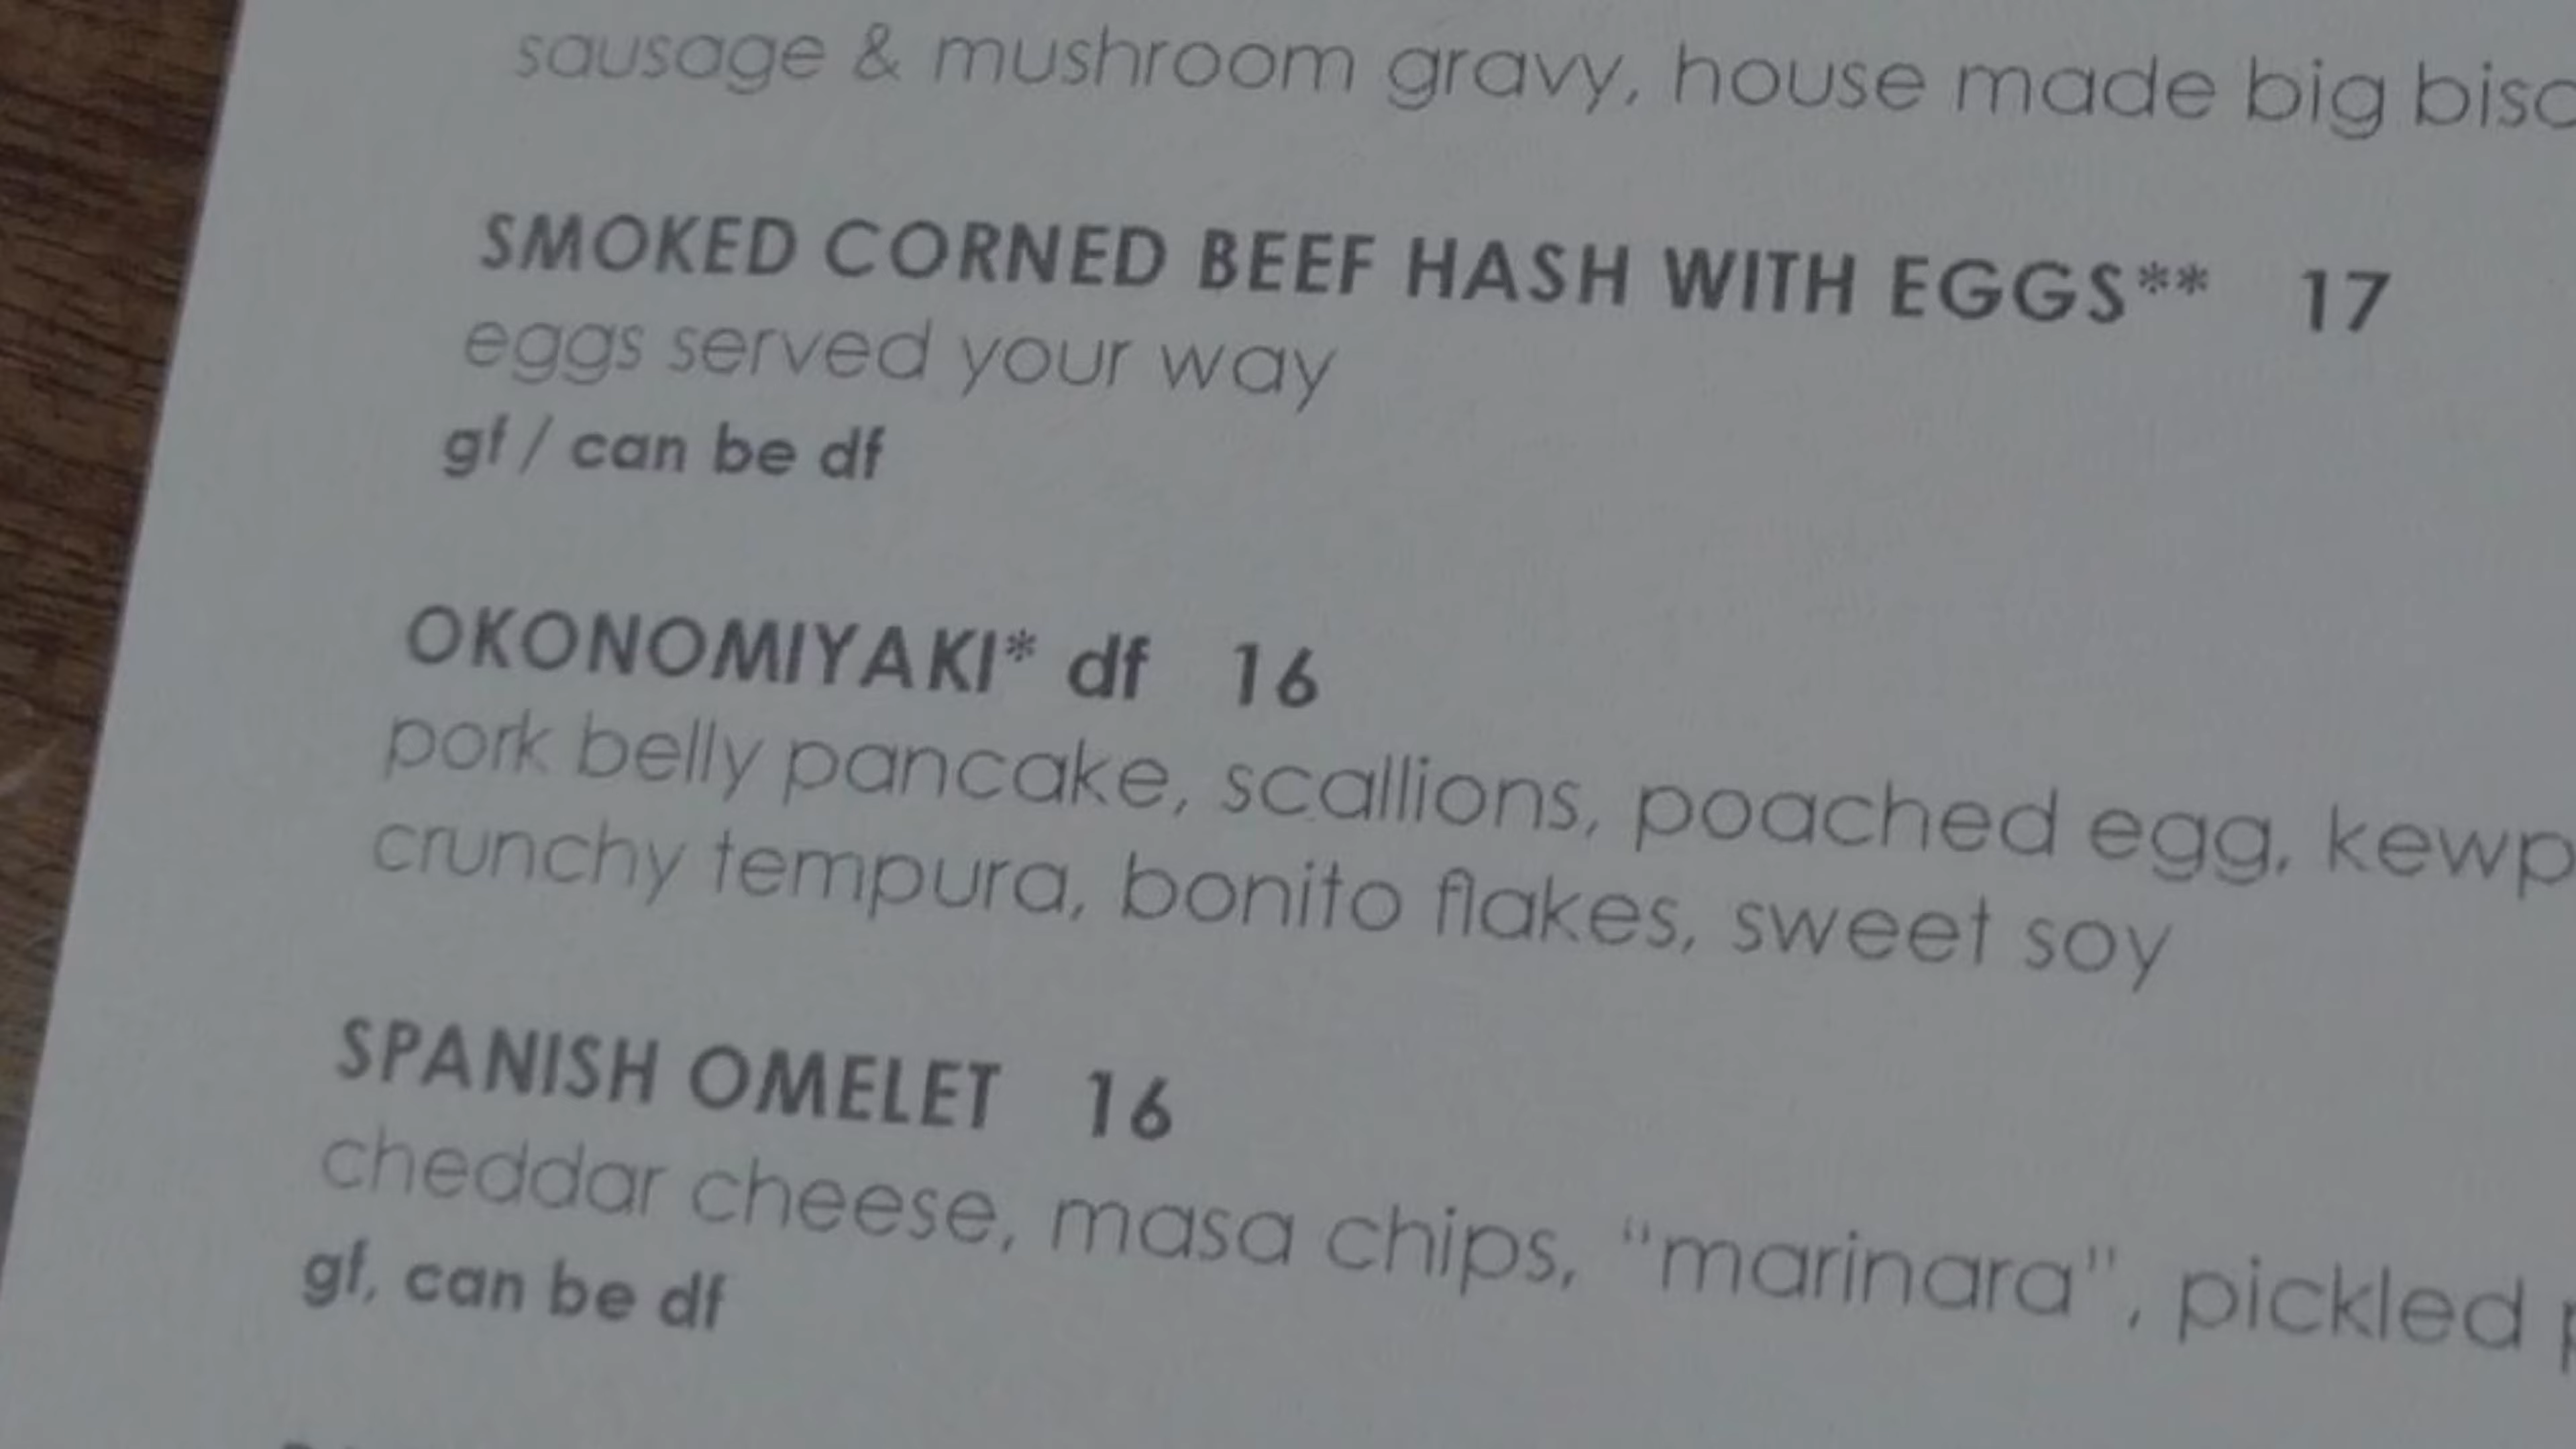 sausage & mushroom gravy, house made big
SMOKED CORNED BEEF HASH WITH EGGS** 17
eggs served your way
gf / can be df
OKONOMIYAKI* df 16
pork belly pancake, scallions, poached egg, kewp
crunchy tempura, bonito flakes, sweet soy
SPANISH OMELET 16
cheddar cheese, masa chips, "marinara", pickled
gf, can be df